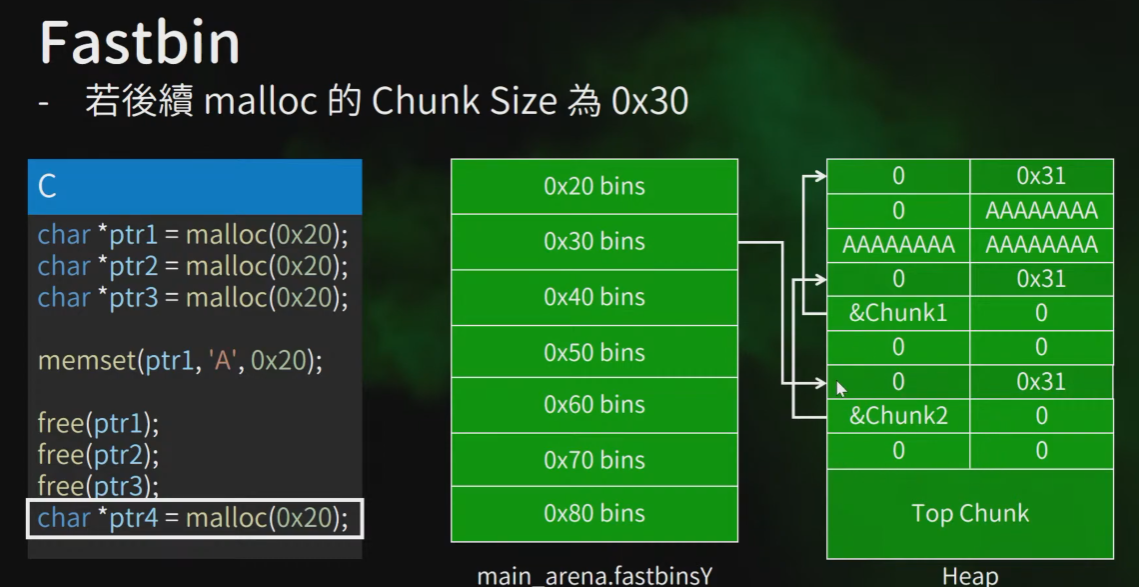 Fastbin
- 若後續 malloc 的 Chunk Size 為 0x30
C
char *ptr1 = malloc(0x20);
char *ptr2 = malloc(0x20);
char *ptr3 = malloc(0x20);
memset(ptr1, 'A', 0x20);
free(ptr1);
free(ptr2);
free(ptr3);
char *ptr4 = malloc(0x20);
0x20 bins
0x30 bins
0x40 bins
0x50 bins
0x60 bins
0x70 bins
0x80 bins
main_arena.fastbinsY
0 0x31
0 AAAAAAAA
AAAAAAAA AAAAAAAA
0 0x31
&Chunk1 0
0 0
0 0x31
&Chunk2 0
0 0
Top Chunk
Heap